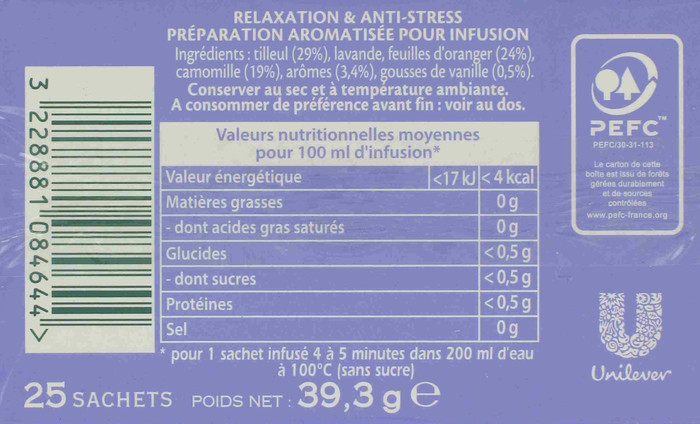 RELAXATION & ANTI-STRESS
PRÉPARATION AROMATISÉE POUR INFUSION
Ingrédients : tilleul (29%), lavande, feuilles d'oranger (24%),
camomille (19%), arômes (3,4%), gousses de vanille (0,5%).
Conserver au sec et à température ambiante.
A consommer de préférence avant fin : voir au dos.
3 228881 084644 >
Valeurs nutritionnelles moyennes
pour 100 ml d'infusion*
Valeur énergétique <17 kJ < 4 kcal
Matières grasses 0 g
- dont acides gras saturés 0 g
Glucides < 0,5 g
- dont sucres < 0,5 g
Protéines < 0,5 g
Sel 0 g
* pour 1 sachet infusé 4 à 5 minutes dans 200 ml d'eau
à 100°C (sans sucre)
25 SACHETS POIDS NET : 39,3 g e
PEFC™
PEFC/30-31-113
Le carton de cette
boîte est issu de forêts
gérées durablement
et de sources
contrôlées
www.pefc-france.org
Unilever